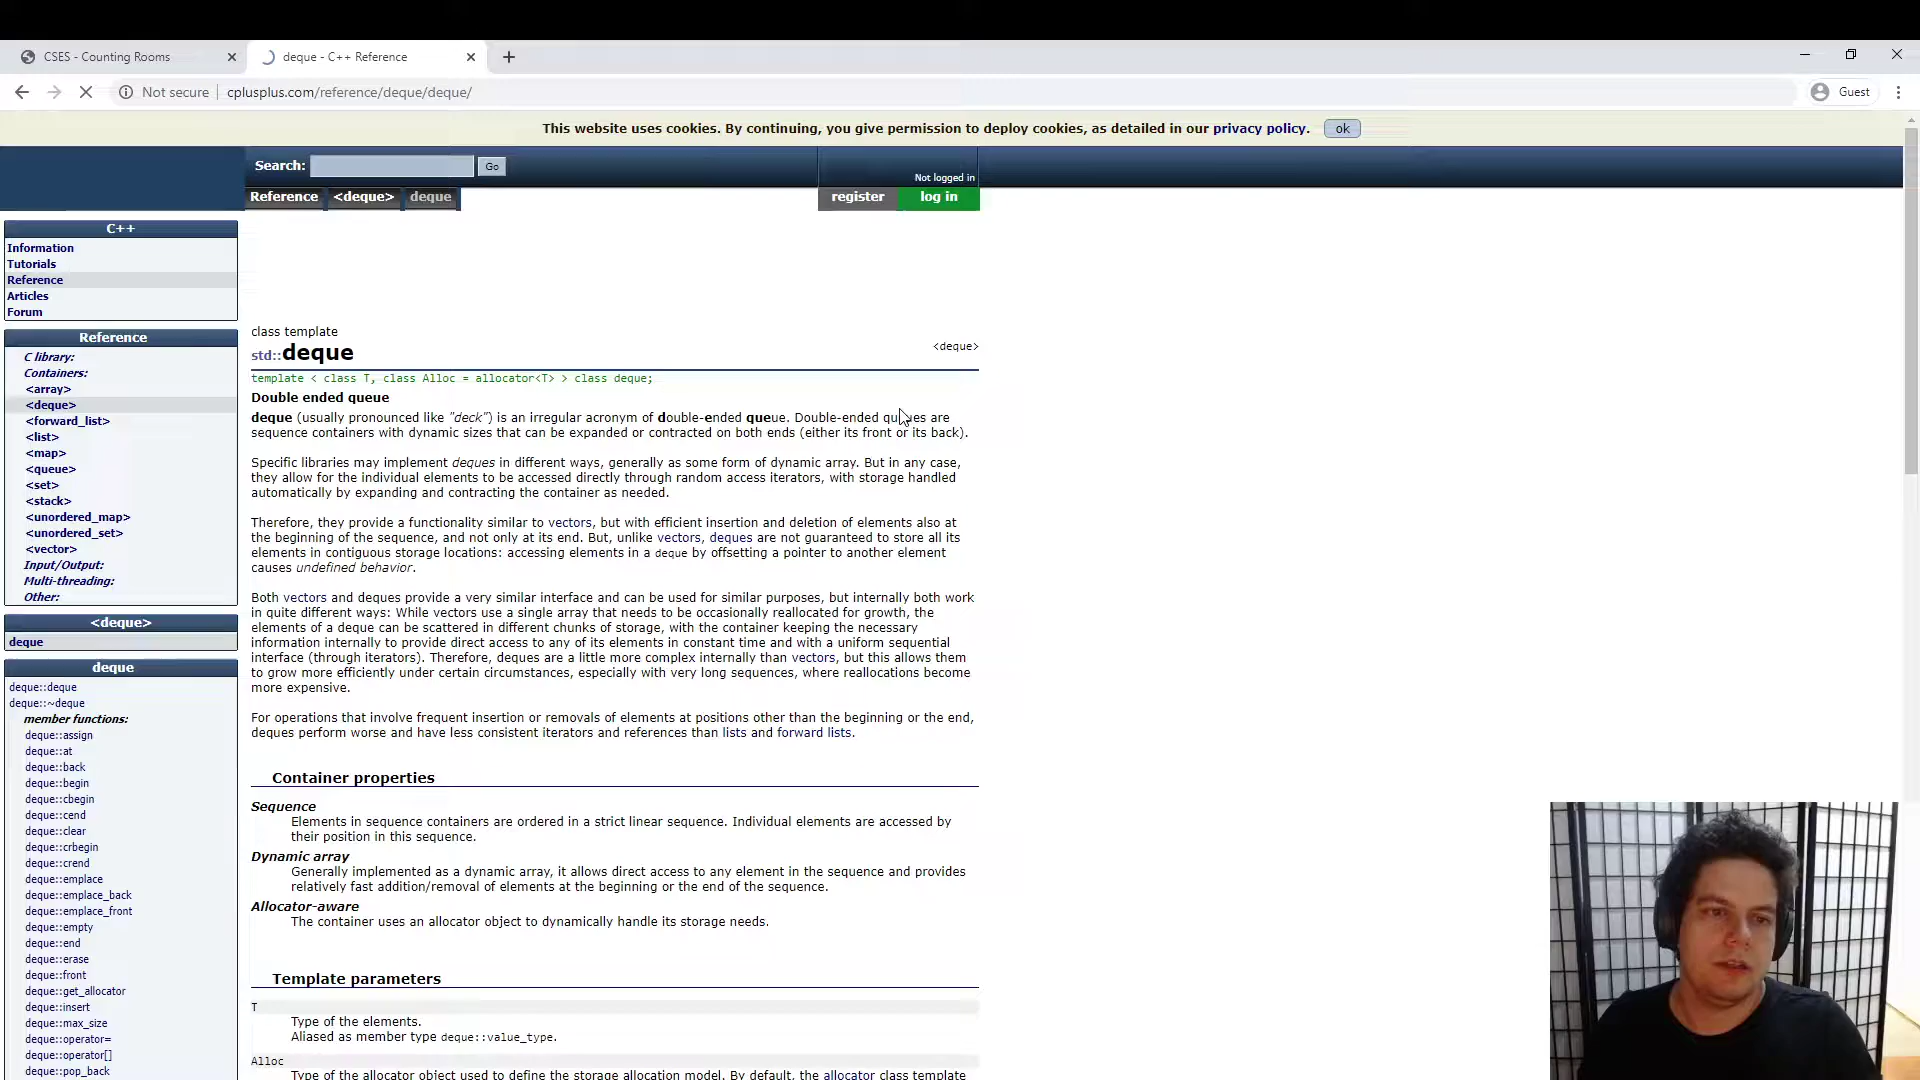 CSES - Counting Rooms
deque - C++ Reference
Not secure
cplusplus.com/reference/deque/deque/
Guest
This website uses cookies. By continuing, you give permission to deploy cookies, as detailed in our privacy policy. ok
Search: Go
Not logged in
Reference <deque> deque
register log in
C++
Information
Tutorials
Reference
Articles
Forum
Reference
C library:
Containers:
<array>
<deque>
<forward_list>
<list>
<map>
<queue>
<set>
<stack>
<unordered_map>
<unordered_set>
<vector>
Input/Output:
Multi-threading:
Other:
<deque>
deque
deque
deque::deque
deque::~deque
member functions:
deque::assign
deque::at
deque::back
deque::begin
deque::cbegin
deque::cend
deque::clear
deque::crbegin
deque::crend
deque::emplace
deque::emplace_back
deque::emplace_front
deque::empty
deque::end
deque::erase
deque::front
deque::get_allocator
deque::insert
deque::max_size
deque::operator=
deque::operator[]
deque::pop_back
class template
std::deque
<deque>
template < class T, class Alloc = allocator<T> > class deque;
Double ended queue
deque (usually pronounced like "deck") is an irregular acronym of double-ended queue. Double-ended queues are
sequence containers with dynamic sizes that can be expanded or contracted on both ends (either its front or its back).
Specific libraries may implement deques in different ways, generally as some form of dynamic array. But in any case,
they allow for the individual elements to be accessed directly through random access iterators, with storage handled
automatically by expanding and contracting the container as needed.
Therefore, they provide a functionality similar to vectors, but with efficient insertion and deletion of elements also at
the beginning of the sequence, and not only at its end. But, unlike vectors, deques are not guaranteed to store all its
elements in contiguous storage locations: accessing elements in a deque by offsetting a pointer to another element
causes undefined behavior.
Both vectors and deques provide a very similar interface and can be used for similar purposes, but internally both work
in quite different ways: While vectors use a single array that needs to be occasionally reallocated for growth, the
elements of a deque can be scattered in different chunks of storage, with the container keeping the necessary
information internally to provide direct access to any of its elements in constant time and with a uniform sequential
interface (through iterators). Therefore, deques are a little more complex internally than vectors, but this allows them
to grow more efficiently under certain circumstances, especially with very long sequences, where reallocations become
more expensive.
For operations that involve frequent insertion or removals of elements at positions other than the beginning or the end,
deques perform worse and have less consistent iterators and references than lists and forward lists.
Container properties
Sequence
Elements in sequence containers are ordered in a strict linear sequence. Individual elements are accessed by
their position in this sequence.
Dynamic array
Generally implemented as a dynamic array, it allows direct access to any element in the sequence and provides
relatively fast addition/removal of elements at the beginning or the end of the sequence.
Allocator-aware
The container uses an allocator object to dynamically handle its storage needs.
Template parameters
T
Type of the elements.
Aliased as member type deque::value_type.
Alloc
Type of the allocator object used to define the storage allocation model. By default, the allocator class template